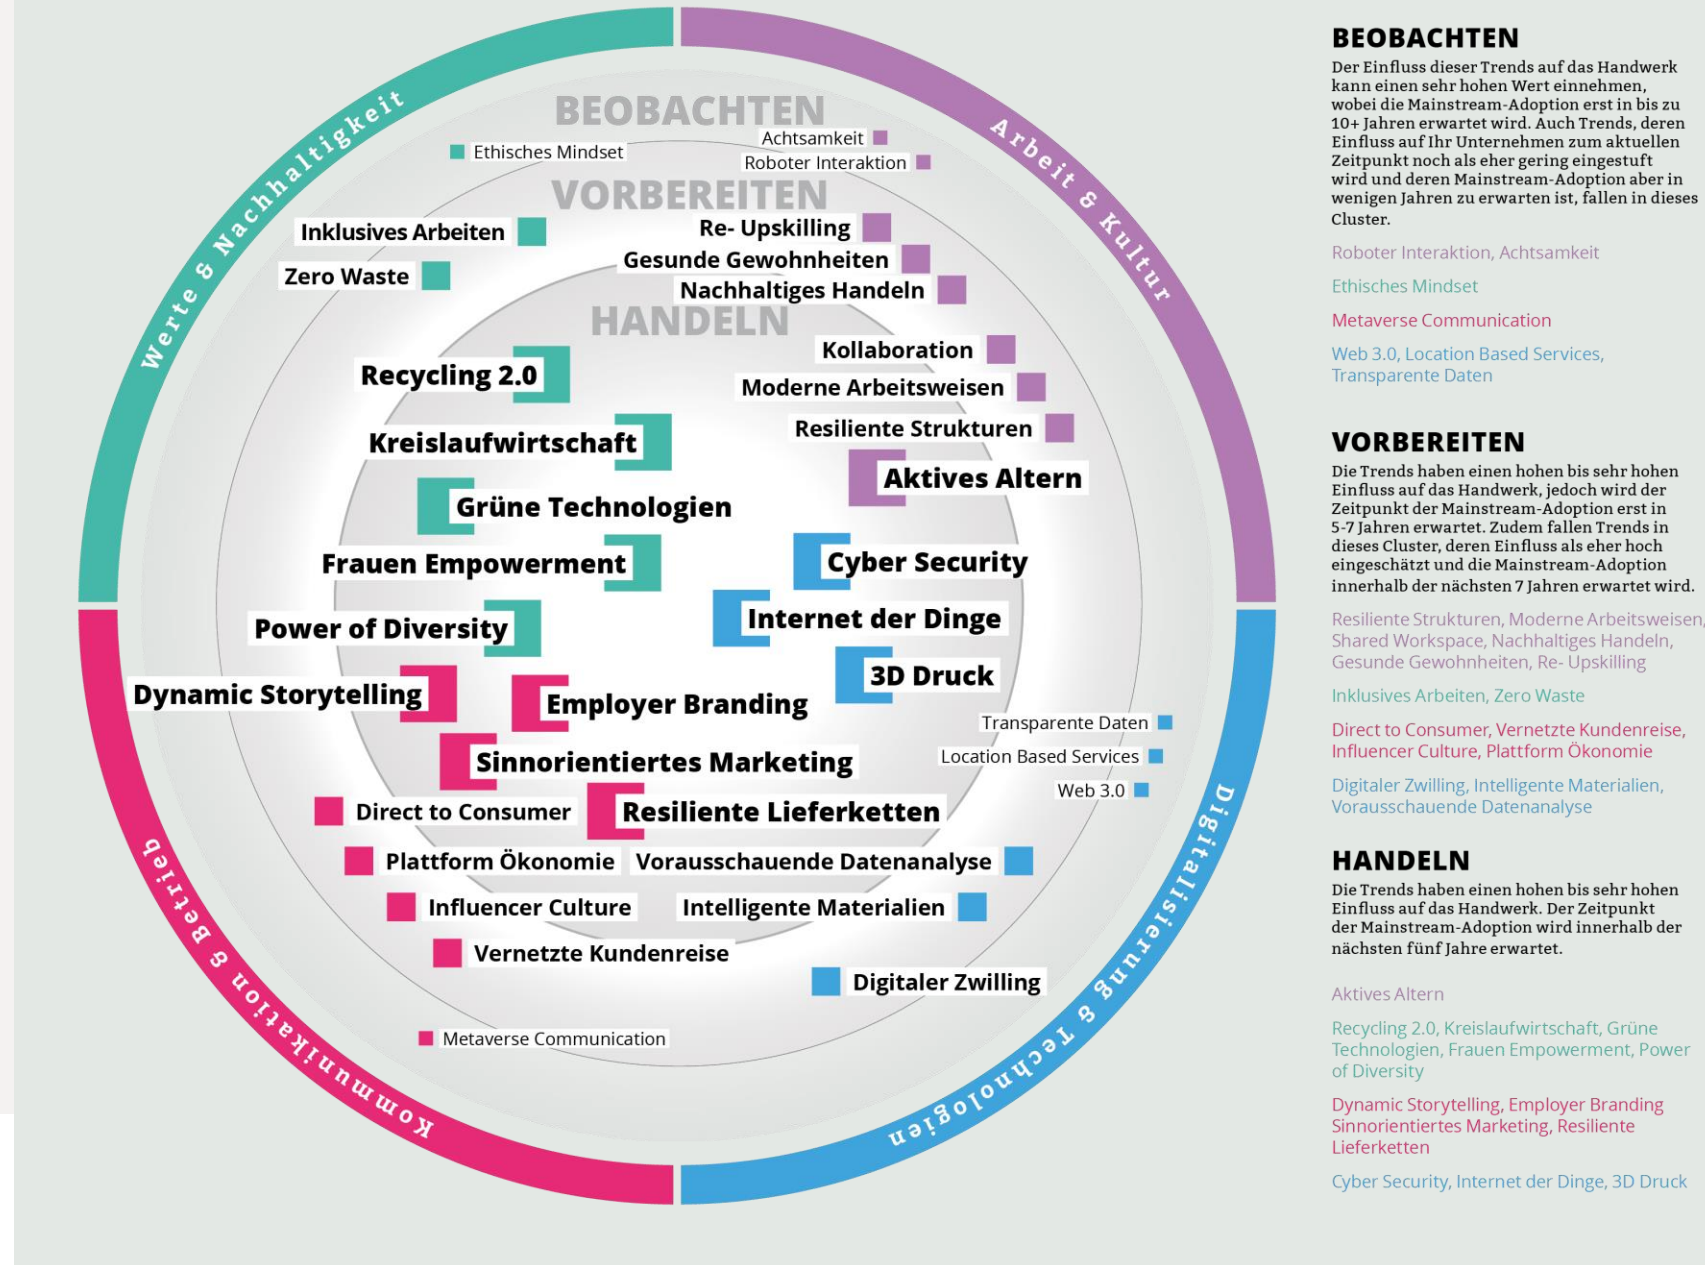 Werte & Nachhaltigkeit
Arbeit & Kultur
BEOBACHTEN
Achtsamkeit
Ethisches Mindset
Roboter Interaktion
VORBEREITEN
Inklusives Arbeiten
Re- Upskilling
Gesunde Gewohnheiten
Zero Waste
Nachhaltiges Handeln
HANDELN
Kollaboration
Recycling 2.0
Moderne Arbeitsweisen
Resiliente Strukturen
Kreislaufwirtschaft
Aktives Altern
Grüne Technologien
Cyber Security
Frauen Empowerment
Internet der Dinge
Power of Diversity
3D Druck
Dynamic Storytelling
Employer Branding
Transparente Daten
Location Based Services
Sinnorientiertes Marketing
Web 3.0
Direct to Consumer
Resiliente Lieferketten
Plattform Ökonomie
Vorausschauende Datenanalyse
Influencer Culture
Intelligente Materialien
Vernetzte Kundenreise
Digitaler Zwilling
Metaverse Communication
Kommunikation & Betrieb
Digitalisierung & Technologien
BEOBACHTEN
Der Einfluss dieser Trends auf das Handwerk
kann einen sehr hohen Wert einnehmen,
wobei die Mainstream-Adoption erst in bis zu
10+ Jahren erwartet wird. Auch Trends, deren
Einfluss auf Ihr Unternehmen zum aktuellen
Zeitpunkt noch als eher gering eingestuft
wird und deren Mainstream-Adoption aber in
wenigen Jahren zu erwarten ist, fallen in dieses
Cluster.
Roboter Interaktion, Achtsamkeit
Ethisches Mindset
Metaverse Communication
Web 3.0, Location Based Services,
Transparente Daten
VORBEREITEN
Die Trends haben einen hohen bis sehr hohen
Einfluss auf das Handwerk, jedoch wird der
Zeitpunkt der Mainstream-Adoption erst in
5-7 Jahren erwartet. Zudem fallen Trends in
dieses Cluster, deren Einfluss als eher hoch
eingeschätzt und die Mainstream-Adoption
innerhalb der nächsten 7 Jahren erwartet wird.
Resiliente Strukturen, Moderne Arbeitsweisen,
Shared Workspace, Nachhaltiges Handeln,
Gesunde Gewohnheiten, Re- Upskilling
Inklusives Arbeiten, Zero Waste
Direct to Consumer, Vernetzte Kundenreise,
Influencer Culture, Plattform Ökonomie
Digitaler Zwilling, Intelligente Materialien,
Vorausschauende Datenanalyse
HANDELN
Die Trends haben einen hohen bis sehr hohen
Einfluss auf das Handwerk. Der Zeitpunkt
der Mainstream-Adoption wird innerhalb der
nächsten fünf Jahre erwartet.
Aktives Altern
Recycling 2.0, Kreislaufwirtschaft, Grüne
Technologien, Frauen Empowerment, Power
of Diversity
Dynamic Storytelling, Employer Branding
Sinnorientiertes Marketing, Resiliente
Lieferketten
Cyber Security, Internet der Dinge, 3D Druck